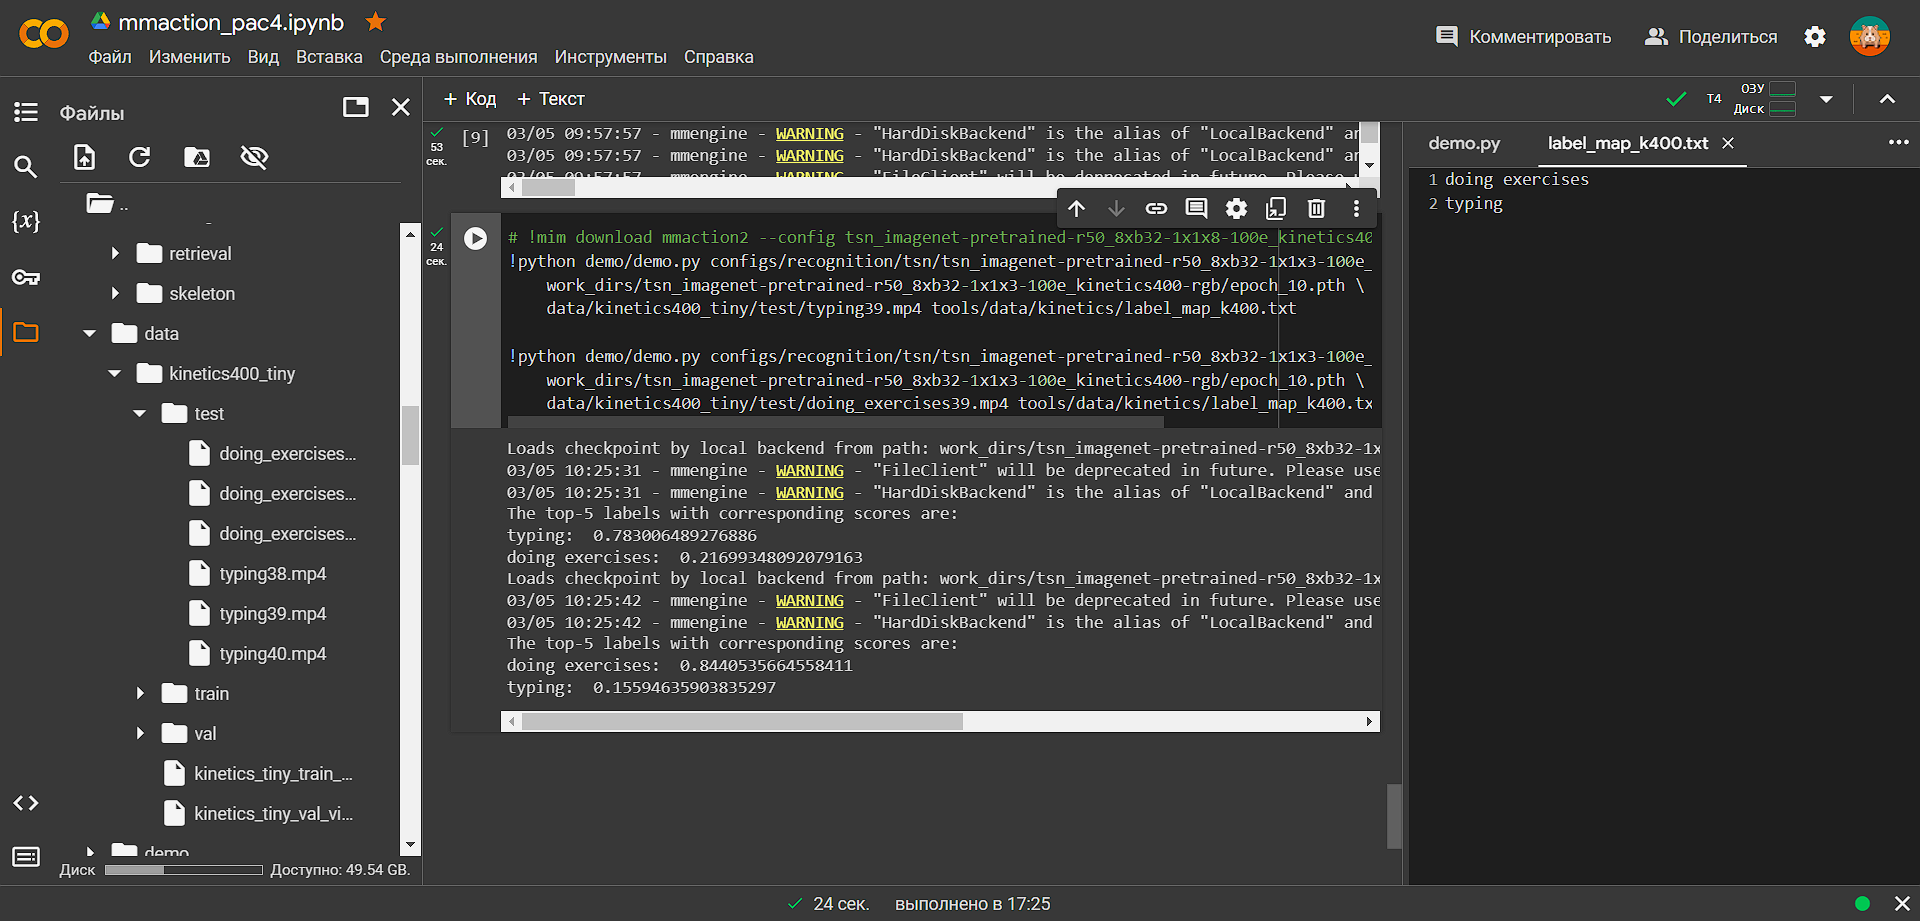 mmaction_pac4.ipynb
Файл Изменить Вид Вставка Среда выполнения Инструменты Справка
Комментировать Поделиться
Файлы
+ Код + Текст
T4 ОЗУ
Диск
..
retrieval
skeleton
data
kinetics400_tiny
test
doing_exercises...
doing_exercises...
doing_exercises...
typing38.mp4
typing39.mp4
typing40.mp4
train
val
kinetics_tiny_train_...
kinetics_tiny_val_vi...
demo
Диск Доступно: 49.54 GB.
53
сек.
[9]
03/05 09:57:57 - mmengine - WARNING - "HardDiskBackend" is the alias of "LocalBackend" an
03/05 09:57:57 - mmengine - WARNING - "HardDiskBackend" is the alias of "LocalBackend" an
03/05 09:57:57 - mmengine - WARNING - "FileClient" will be deprecated in future. Please
24
сек.
# !mim download mmaction2 --config tsn_imagenet-pretrained-r50_8xb32-1x1x8-100e_kinetics40
!python demo/demo.py configs/recognition/tsn/tsn_imagenet-pretrained-r50_8xb32-1x1x3-100e_
work_dirs/tsn_imagenet-pretrained-r50_8xb32-1x1x3-100e_kinetics400-rgb/epoch_10.pth \
data/kinetics400_tiny/test/typing39.mp4 tools/data/kinetics/label_map_k400.txt
!python demo/demo.py configs/recognition/tsn/tsn_imagenet-pretrained-r50_8xb32-1x1x3-100e_
work_dirs/tsn_imagenet-pretrained-r50_8xb32-1x1x3-100e_kinetics400-rgb/epoch_10.pth \
data/kinetics400_tiny/test/doing_exercises39.mp4 tools/data/kinetics/label_map_k400.tx
Loads checkpoint by local backend from path: work_dirs/tsn_imagenet-pretrained-r50_8xb32-1x
03/05 10:25:31 - mmengine - WARNING - "FileClient" will be deprecated in future. Please use
03/05 10:25:31 - mmengine - WARNING - "HardDiskBackend" is the alias of "LocalBackend" and
The top-5 labels with corresponding scores are:
typing: 0.783006489276886
doing exercises: 0.21699348092079163
Loads checkpoint by local backend from path: work_dirs/tsn_imagenet-pretrained-r50_8xb32-1x
03/05 10:25:42 - mmengine - WARNING - "FileClient" will be deprecated in future. Please use
03/05 10:25:42 - mmengine - WARNING - "HardDiskBackend" is the alias of "LocalBackend" and
The top-5 labels with corresponding scores are:
doing exercises: 0.8440535664558411
typing: 0.15594635903835297
demo.py label_map_k400.txt
1 doing exercises
2 typing
24 сек. выполнено в 17:25